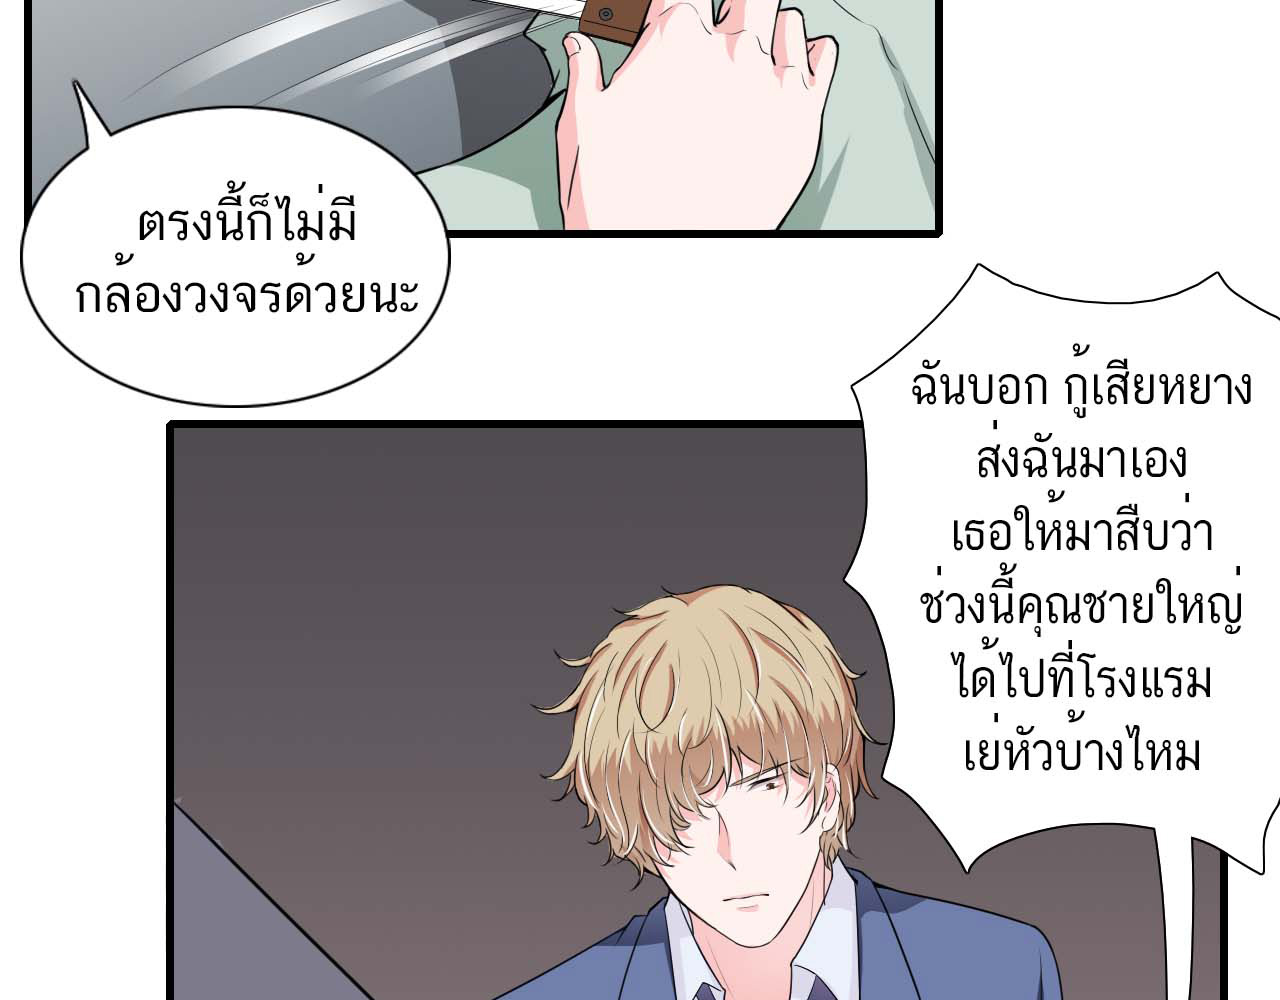 ตรงนี้ก็ไม่มี
กล้องวงจรด้วยนะ
ฉันบอก กู้เสียหยาง
ส่งฉันมาเอง
เธอให้มาสืบว่า
ช่วงนี้คุณชายใหญ่
ได้ไปที่โรงแรม
เย่หัวบ้างไหม